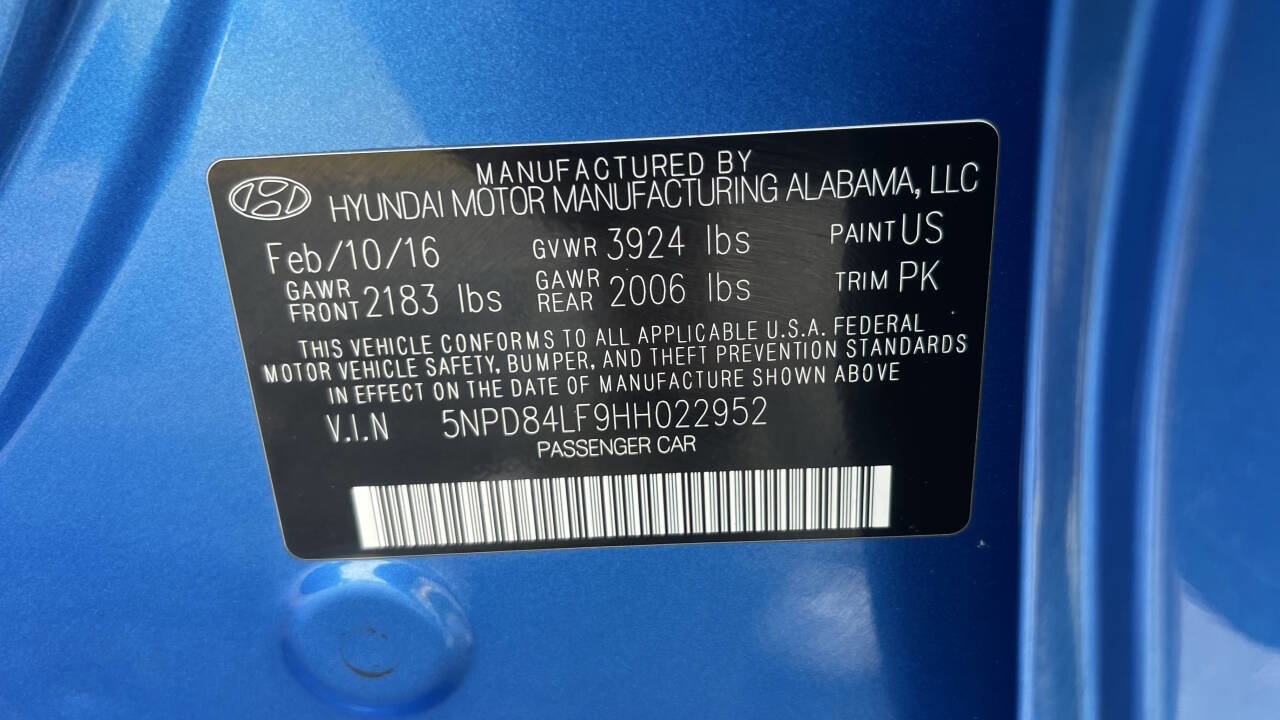 MANUFACTURED BY
HYUNDAI MOTOR MANUFACTURING ALABAMA, LLC
Feb/10/16 GVWR 3924 lbs PAINT US
GAWR FRONT 2183 lbs GAWR REAR 2006 lbs TRIM PK
THIS VEHICLE CONFORMS TO ALL APPLICABLE U.S.A. FEDERAL
MOTOR VEHICLE SAFETY, BUMPER, AND THEFT PREVENTION STANDARDS
IN EFFECT ON THE DATE OF MANUFACTURE SHOWN ABOVE
V.I.N 5NPD84LF9HH022952
PASSENGER CAR